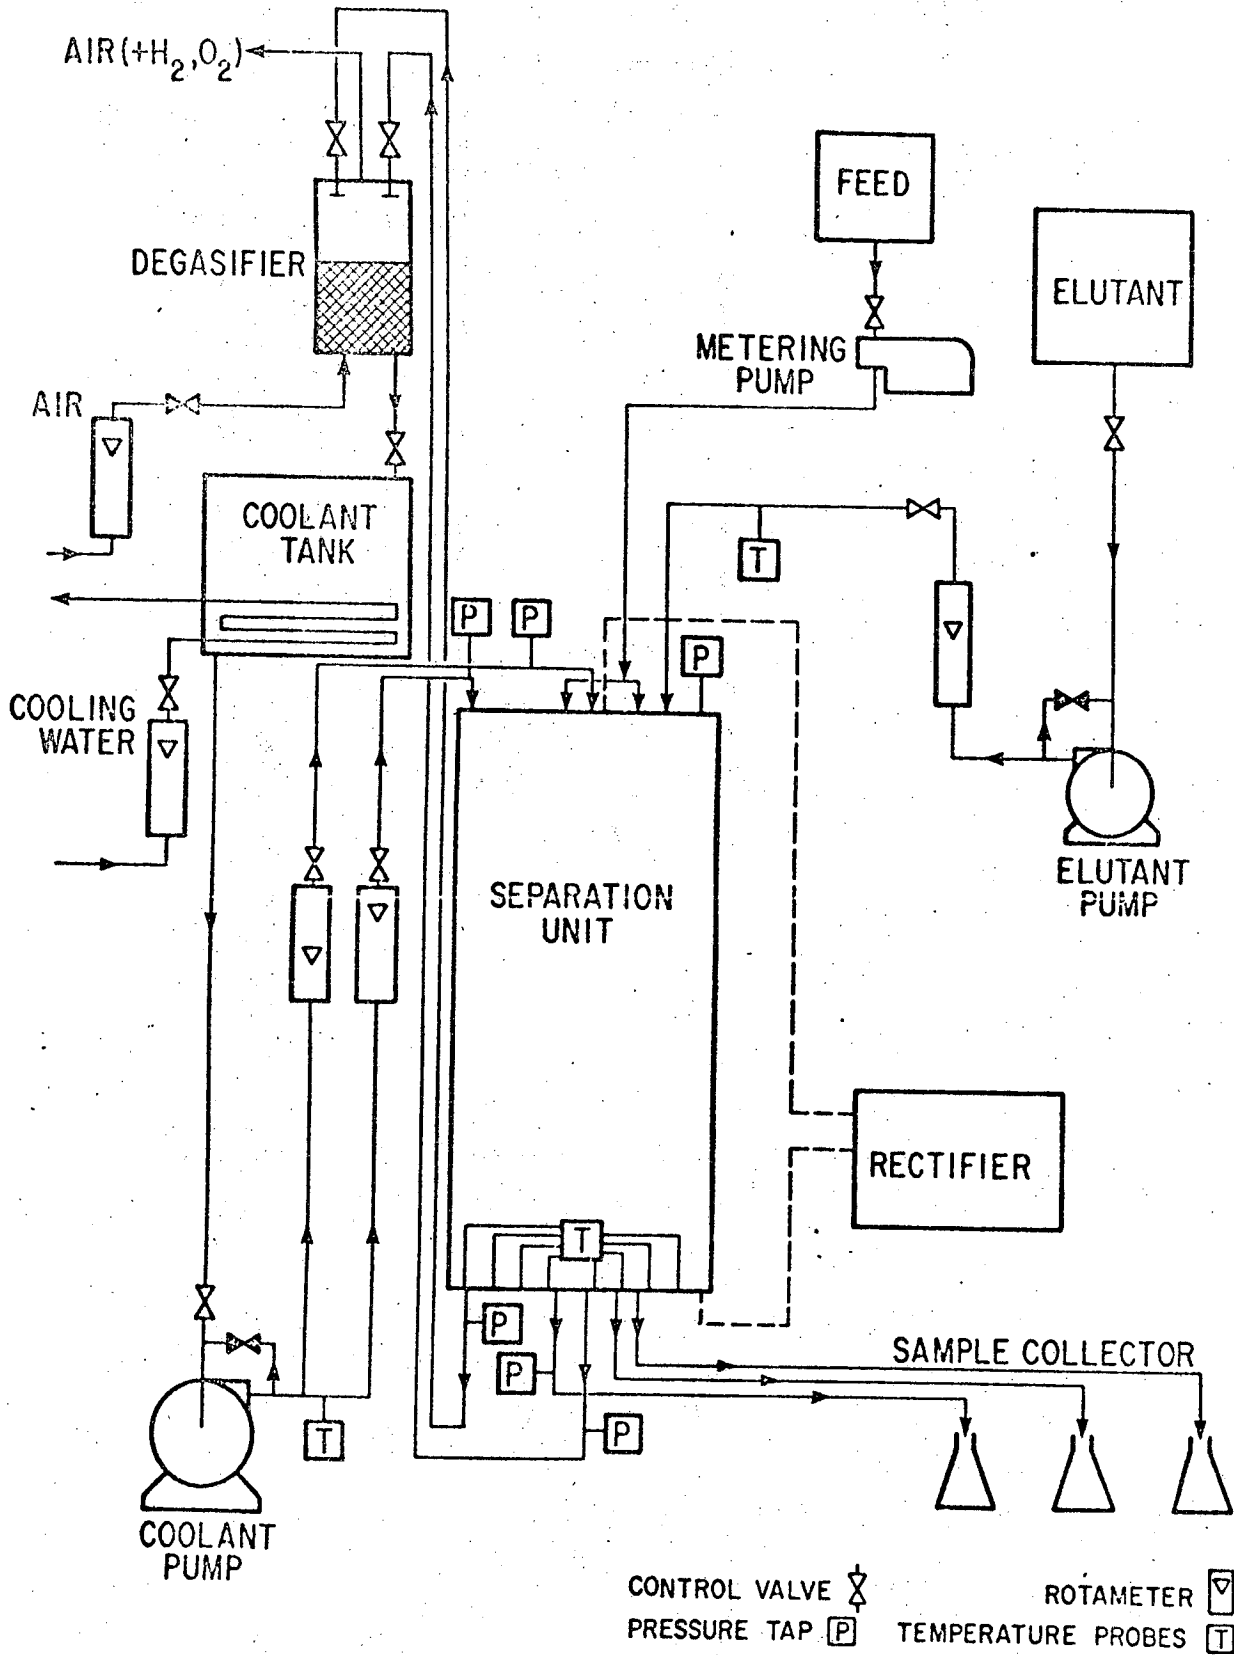 AIR(+H₂,O₂)
FEED
DEGASIFIER
ELUTANT
METERING
PUMP
AIR
COOLANT
TANK
T
P
P
P
COOLING
WATER
SEPARATION
UNIT
ELUTANT
PUMP
RECTIFIER
T
P
SAMPLE COLLECTOR
P
P
T
COOLANT
PUMP
CONTROL VALVE
ROTAMETER
PRESSURE TAP P
TEMPERATURE PROBES T